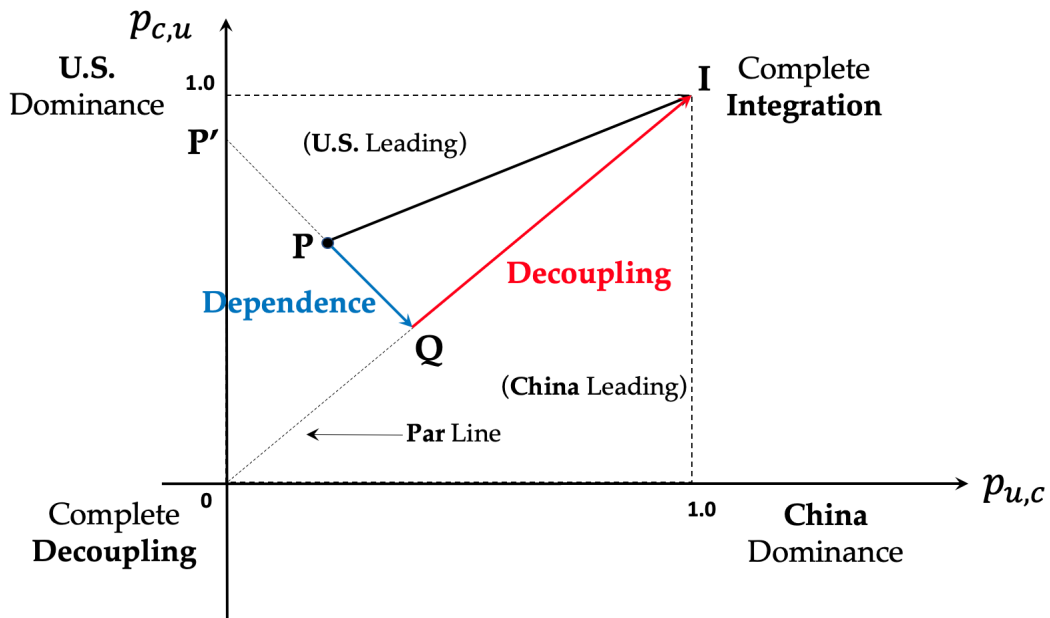 p_{c,u}
U.S.
Dominance
1.0
I
Complete
Integration
P′
(U.S. Leading)
P
Decoupling
Dependence
Q
(China Leading)
Par Line
0
p_{u,c}
1.0
Complete
Decoupling
China
Dominance